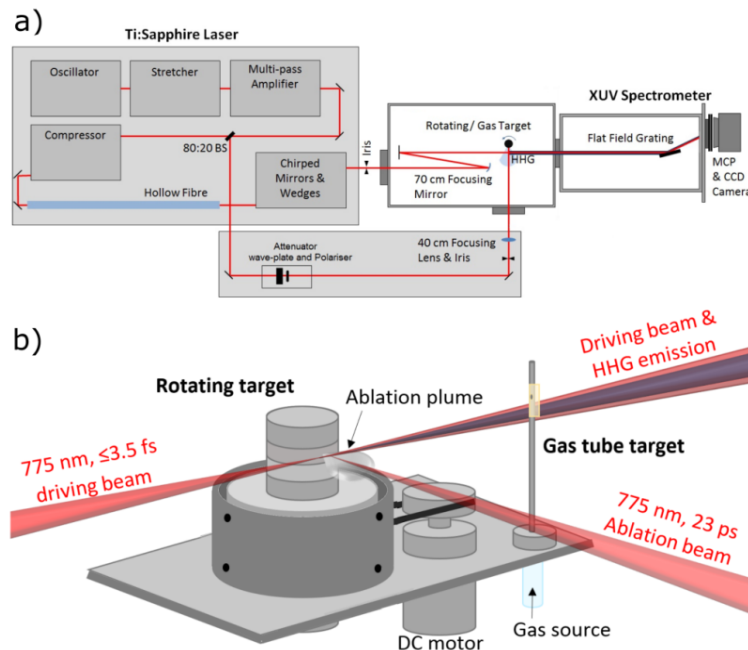 a)
Ti:Sapphire Laser
Oscillator
Stretcher
Multi-pass
Amplifier
Compressor
80:20 BS
Hollow Fibre
Chirped
Mirrors &
Wedges
Iris
Rotating/ Gas Target
HHG
70 cm Focusing
Mirror
XUV Spectrometer
Flat Field Grating
MCP
& CCD
Camera
Attenuator
wave-plate and Polariser
40 cm Focusing
Lens & Iris
b)
Driving beam &
HHG emission
Rotating target
Ablation plume
Gas tube target
775 nm, ≤3.5 fs
driving beam
775 nm, 23 ps
Ablation beam
DC motor
Gas source